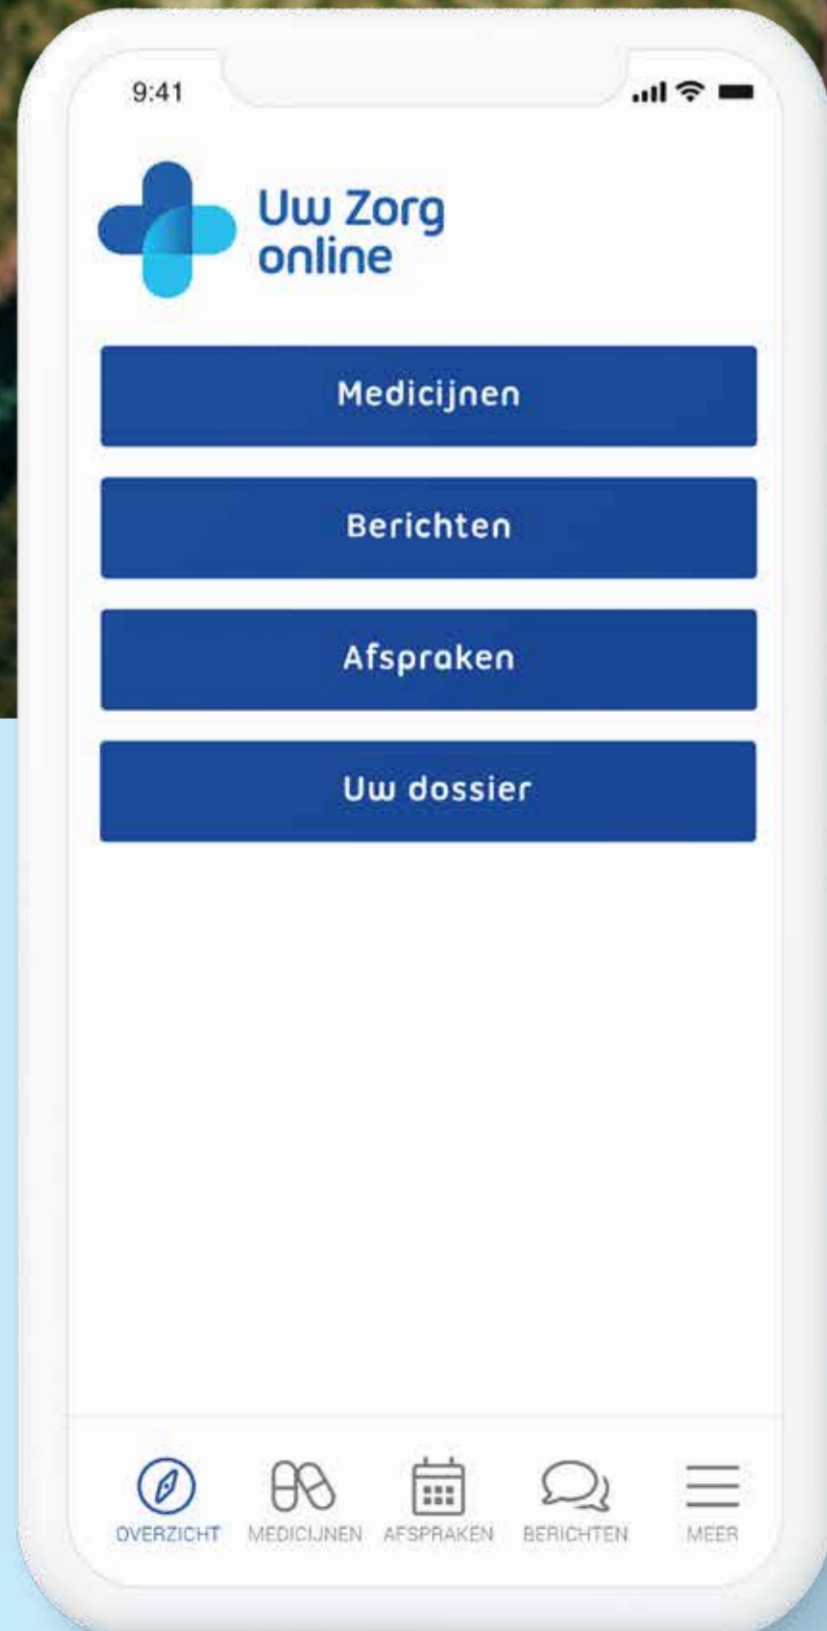 9:41
Uw Zorg
online
Medicijnen
Berichten
Afspraken
Uw dossier
OVERZICHT MEDICIJNEN AFSPRAKEN BERICHTEN MEER